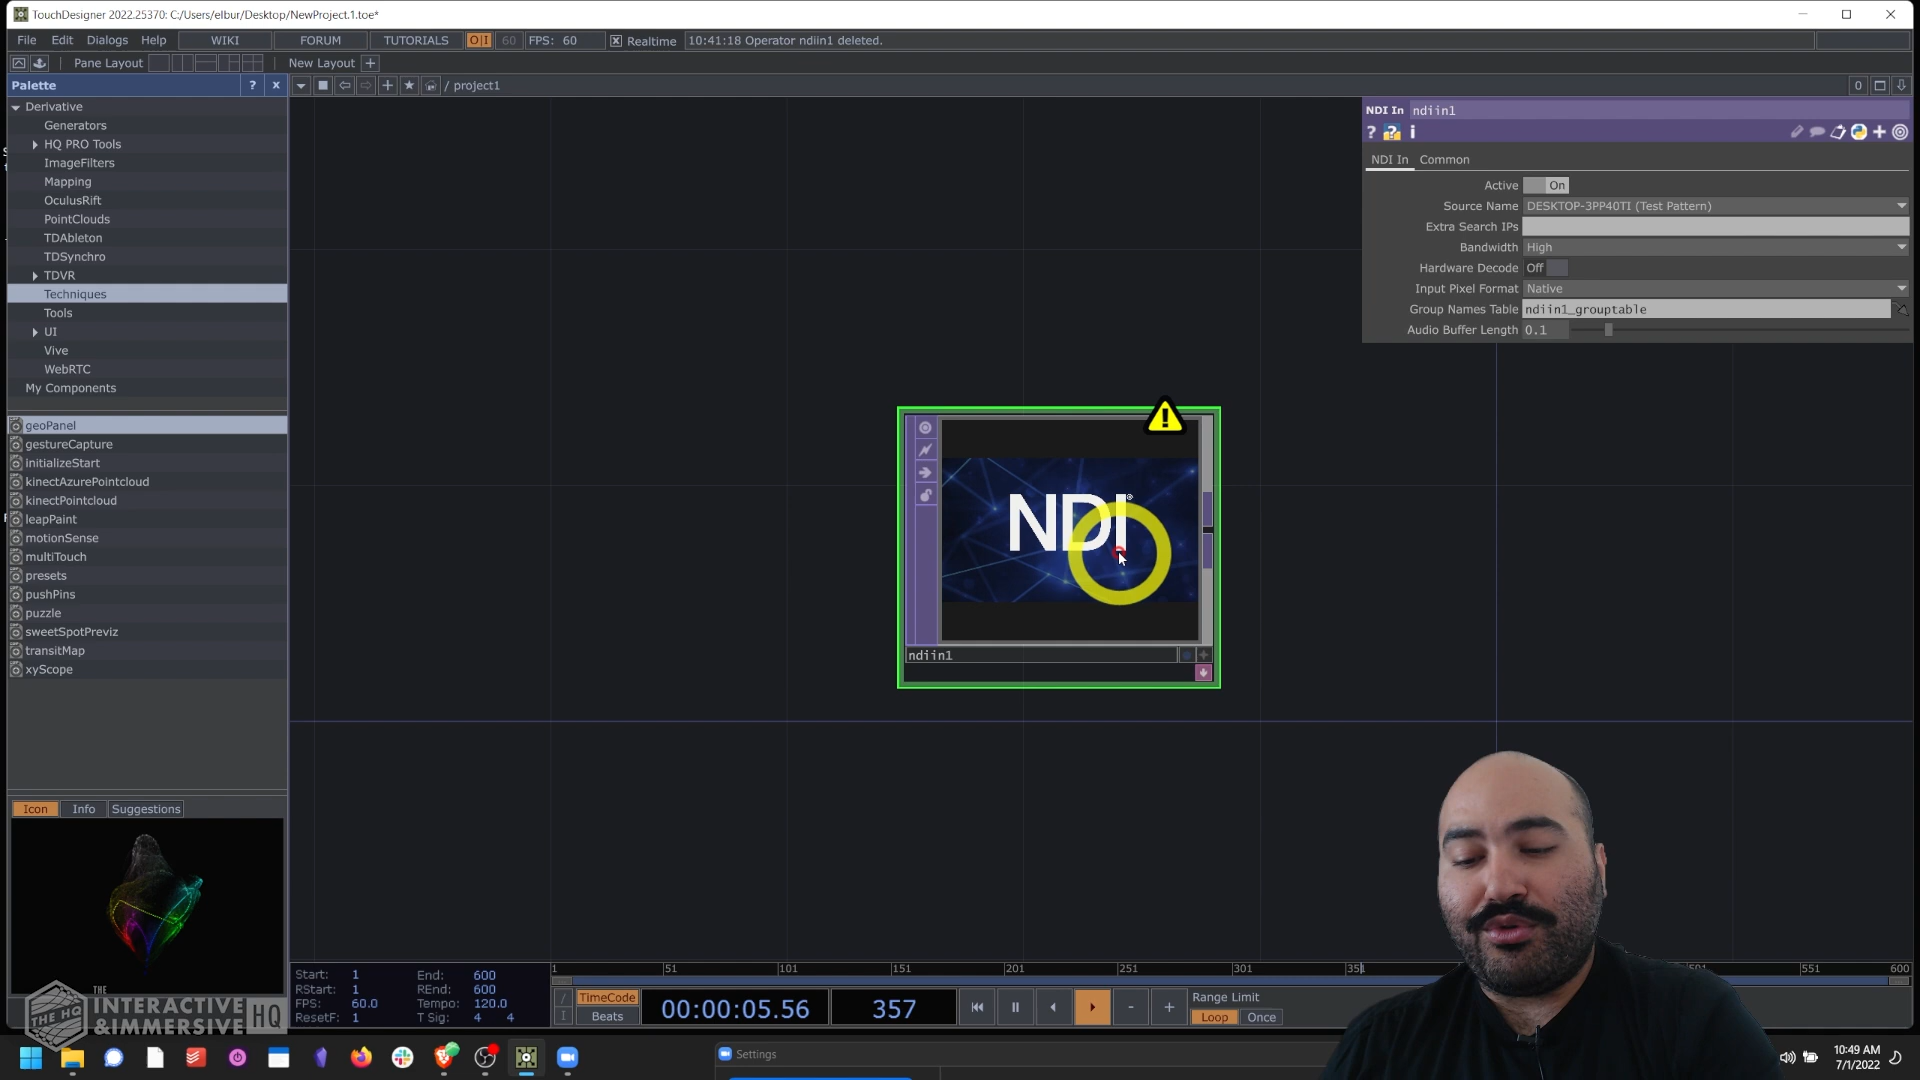 TouchDesigner 2022.25370: C:/Users/elbur/Desktop/NewProject.1.toe*
File Edit Dialogs Help WIKI FORUM TUTORIALS O|I 60 FPS: 60 Realtime 10:41:18 Operator ndiin1 deleted.
Pane Layout New Layout +
Palette ? x / project1 0
Derivative
Generators
HQ PRO Tools
ImageFilters
Mapping
OculusRift
PointClouds
TDAbleton
TDSynchro
TDVR
Techniques
Tools
UI
Vive
WebRTC
My Components
geoPanel
gestureCapture
initializeStart
kinectAzurePointcloud
kinectPointcloud
leapPaint
motionSense
multiTouch
presets
pushPins
puzzle
sweetSpotPreviz
transitMap
xyScope
Icon Info Suggestions
NDI In ndiin1
? ? i
NDI In Common
Active On
Source Name DESKTOP-3PP40TI (Test Pattern)
Extra Search IPs
Bandwidth High
Hardware Decode Off
Input Pixel Format Native
Group Names Table ndiin1_grouptable
Audio Buffer Length 0.1
NDI
ndiin1
1 51 101 151 201 251 301 351 501 551 600
Start: 1 End: 600
RStart: 1 REnd: 600
FPS: 60.0 Tempo: 120.0
ResetF: 1 T Sig: 4 4
TimeCode
Beats
00:00:05.56 357
- +
Range Limit
Loop Once
THE
THE HQ INTERACTIVE
& IMMERSIVE HQ
Settings
10:49 AM
7/1/2022